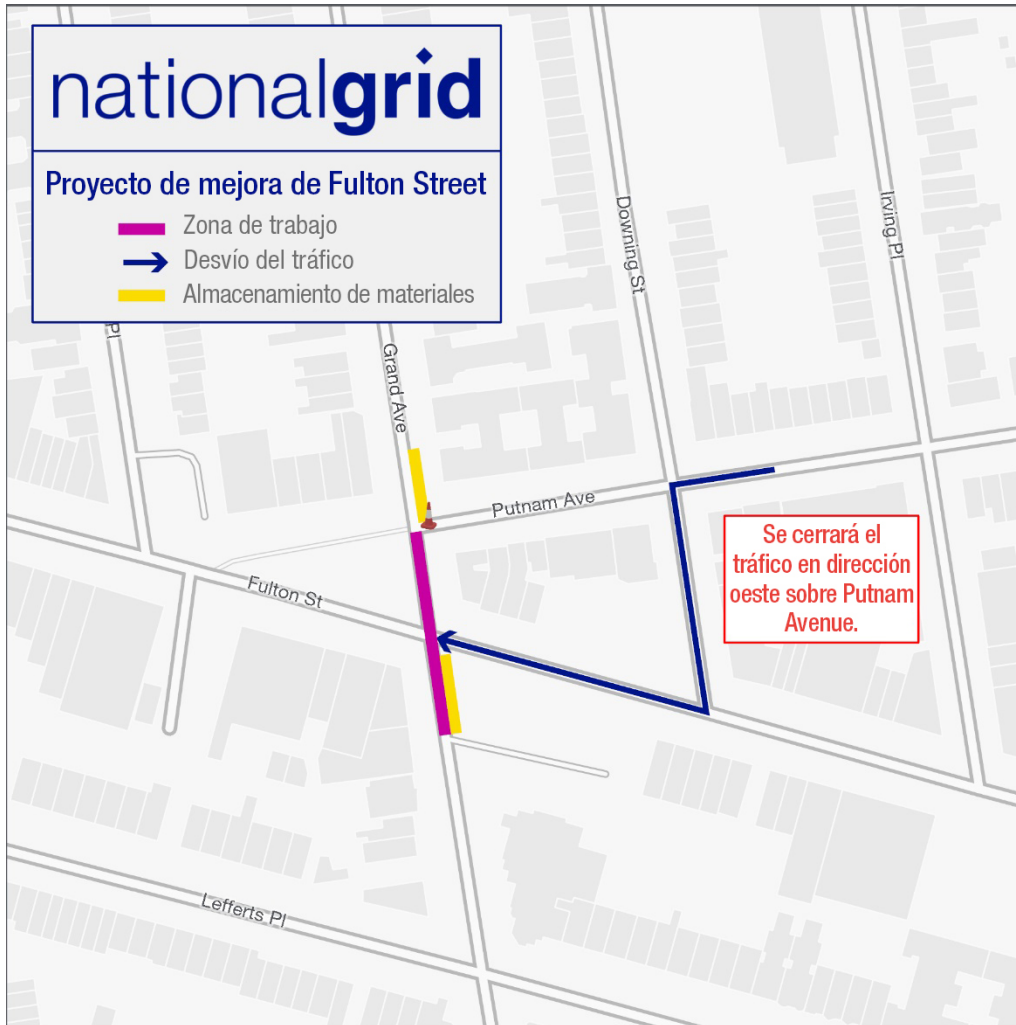 nationalgrid
Proyecto de mejora de Fulton Street
Zona de trabajo
Desvío del tráfico
Almacenamiento de materiales
Pl
Grand Ave
Downing St
Irving Pl
Putnam Ave
Fulton St
Se cerrará el
tráfico en dirección
oeste sobre Putnam
Avenue.
Lefferts Pl